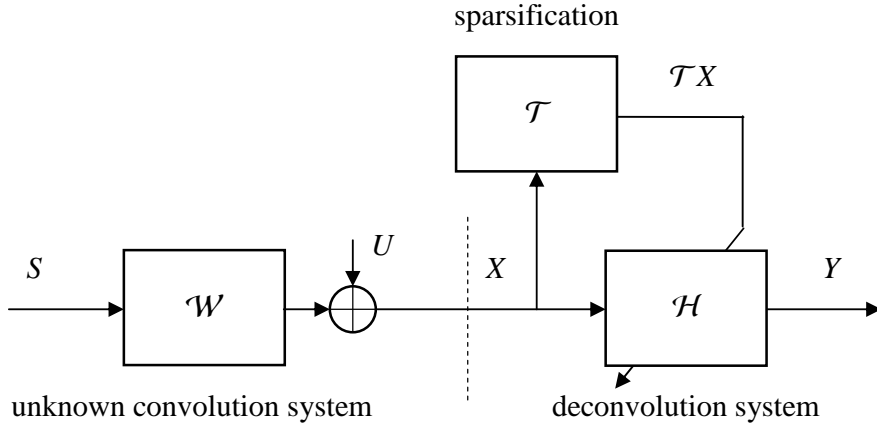 sparsification
𝒯X
𝒯
U
S
X
Y
𝒲
ℋ
unknown convolution system
deconvolution system